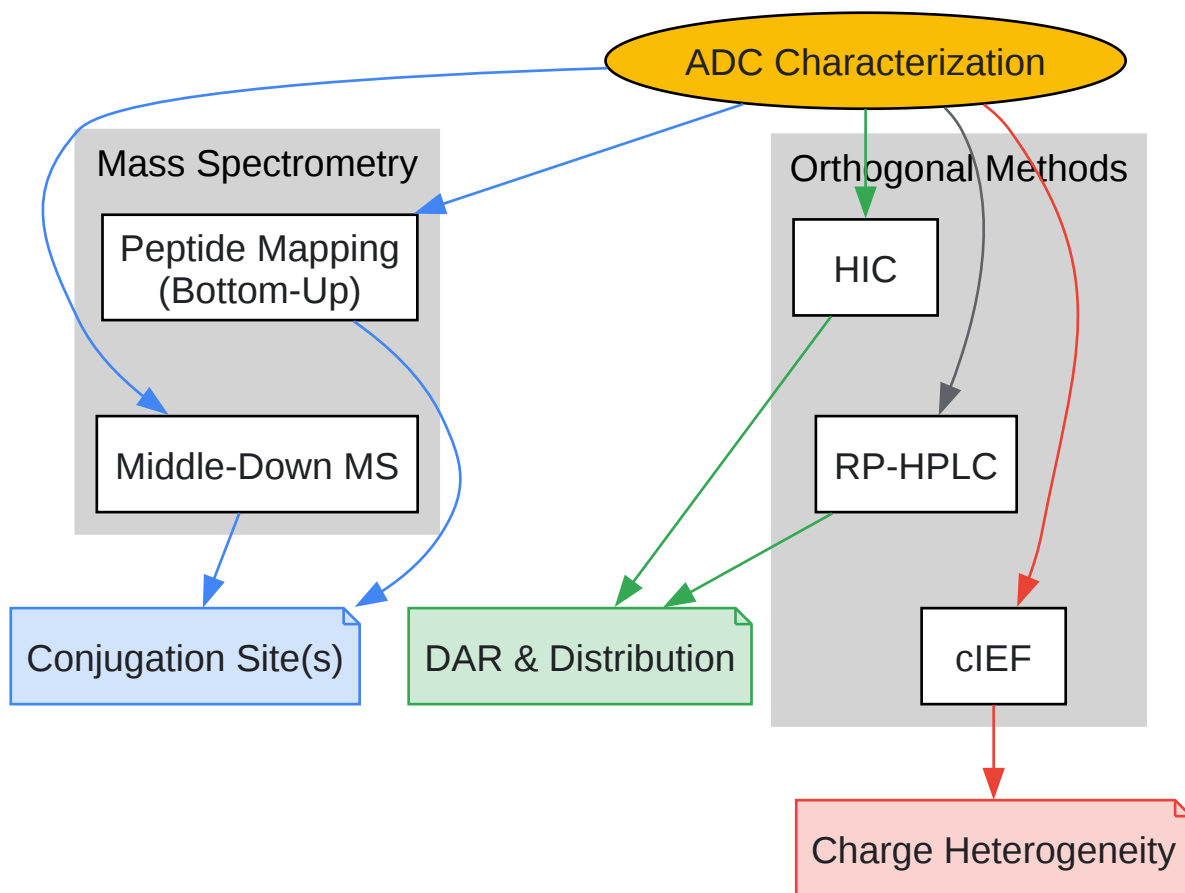 ADC Characterization
Mass Spectrometry
Orthogonal Methods
Peptide Mapping
(Bottom-Up)
HIC
Middle-Down MS
RP-HPLC
Conjugation Site(s)
DAR & Distribution
cIEF
Charge Heterogeneity